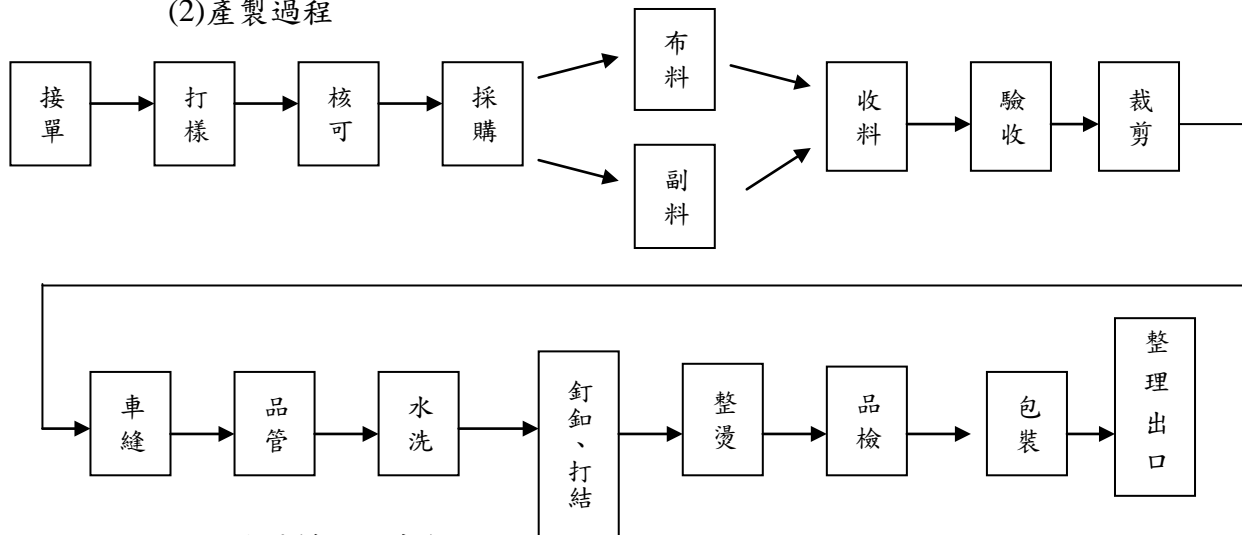 (2)產製過程
接單
打樣
核可
採購
布料
副料
收料
驗收
裁剪
車縫
品管
水洗
釘釦、打結
整燙
品檢
包裝
整理出口